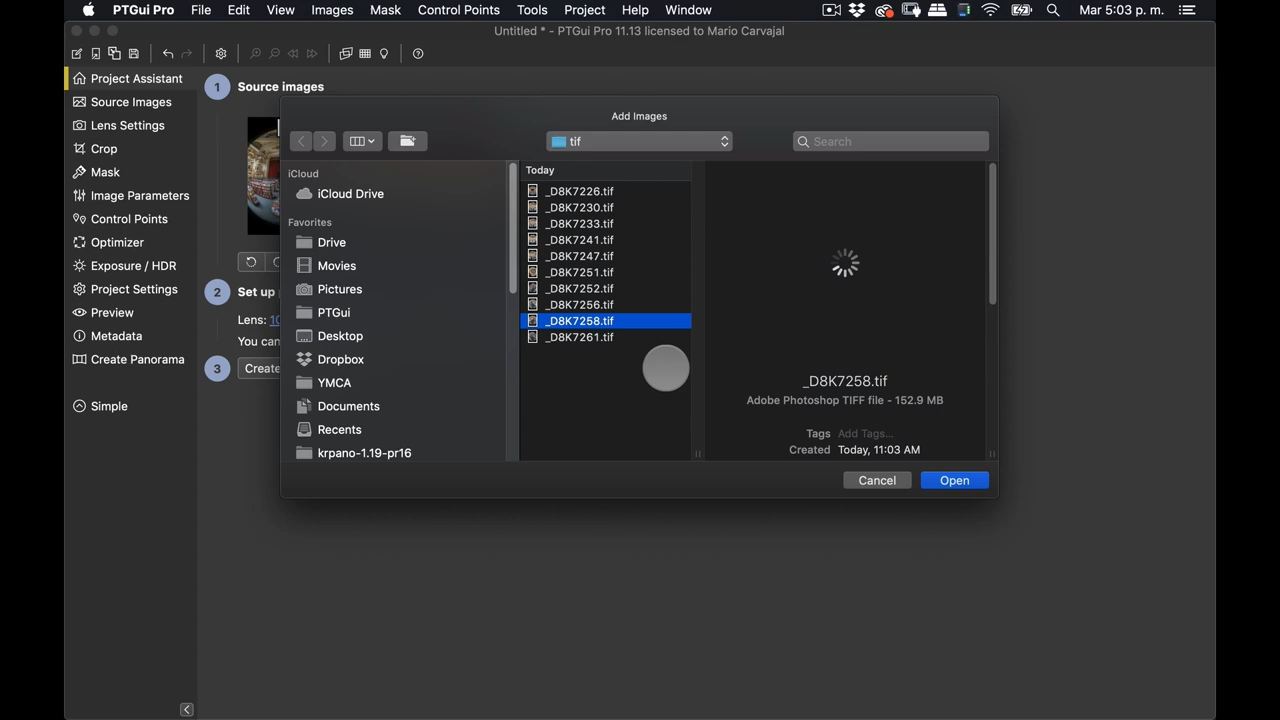 PTGui Pro File Edit View Images Mask Control Points Tools Project Help Window Mar 5:03 p. m.
Untitled * - PTGui Pro 11.13 licensed to Mario Carvajal
Project Assistant
Source Images
Lens Settings
Crop
Mask
Image Parameters
Control Points
Optimizer
Exposure / HDR
Project Settings
Preview
Metadata
Create Panorama
Simple
1 Source images
2 Set up
Lens: 10
You can
3 Create
Add Images
tif
Search
iCloud
iCloud Drive
Favorites
Drive
Movies
Pictures
PTGui
Desktop
Dropbox
YMCA
Documents
Recents
krpano-1.19-pr16
Today
_D8K7226.tif
_D8K7230.tif
_D8K7233.tif
_D8K7241.tif
_D8K7247.tif
_D8K7251.tif
_D8K7252.tif
_D8K7256.tif
_D8K7258.tif
_D8K7261.tif
_D8K7258.tif
Adobe Photoshop TIFF file - 152.9 MB
Tags Add Tags...
Created Today, 11:03 AM
Cancel Open